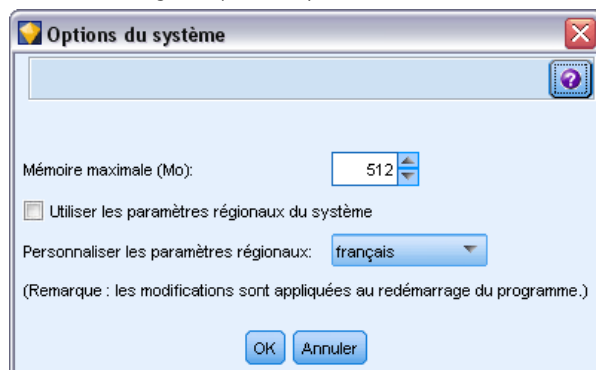 Options du système
Mémoire maximale (Mo): 512
Utiliser les paramètres régionaux du système
Personnaliser les paramètres régionaux: français
(Remarque : les modifications sont appliquées au redémarrage du programme.)
OK Annuler